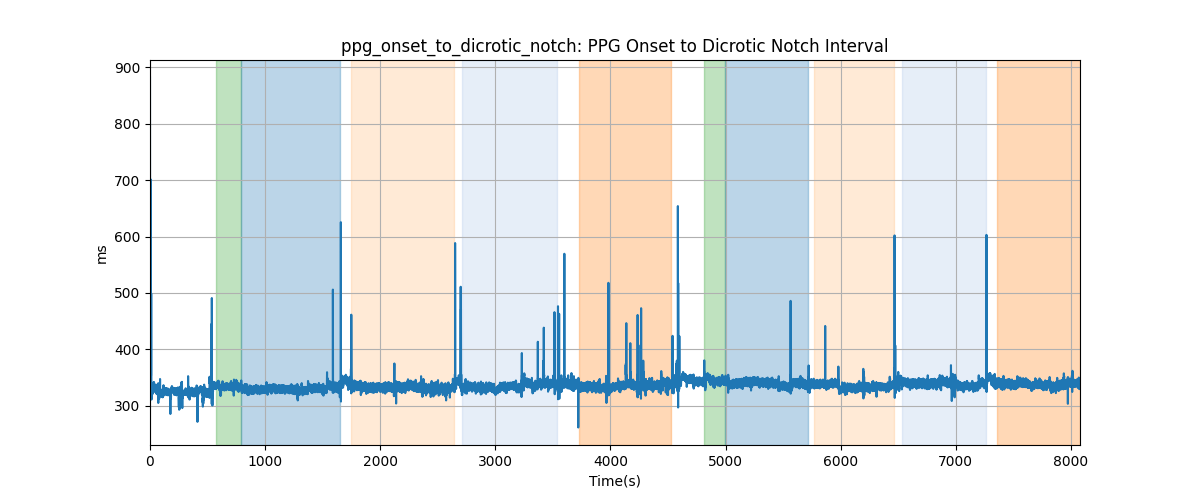 ppg_onset_to_dicrotic_notch: PPG Onset to Dicrotic Notch Interval
900
800
700
600
500
400
300
ms
0 1000 2000 3000 4000 5000 6000 7000 8000
Time(s)